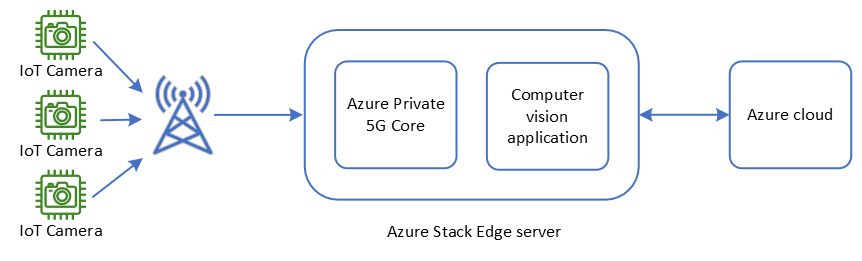 IoT Camera
IoT Camera
IoT Camera
Azure Private
5G Core
Computer
vision
application
Azure Stack Edge server
Azure cloud